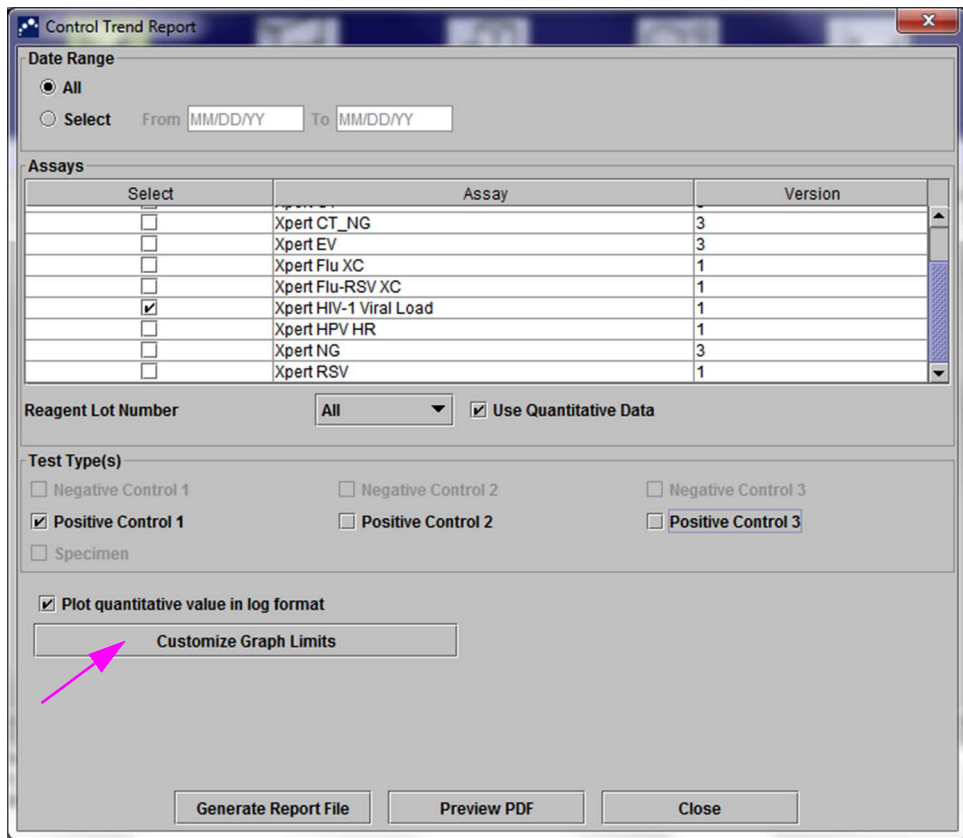 Control Trend Report
Date Range
All
Select From MM/DD/YY To MM/DD/YY
Assays
Select Assay Version
Xpert CT_NG 3
Xpert EV 3
Xpert Flu XC 1
Xpert Flu-RSV XC 1
Xpert HIV-1 Viral Load 1
Xpert HPV HR 1
Xpert NG 3
Xpert RSV 1
Reagent Lot Number All Use Quantitative Data
Test Type(s)
Negative Control 1 Negative Control 2 Negative Control 3
Positive Control 1 Positive Control 2 Positive Control 3
Specimen
Plot quantitative value in log format
Customize Graph Limits
Generate Report File Preview PDF Close